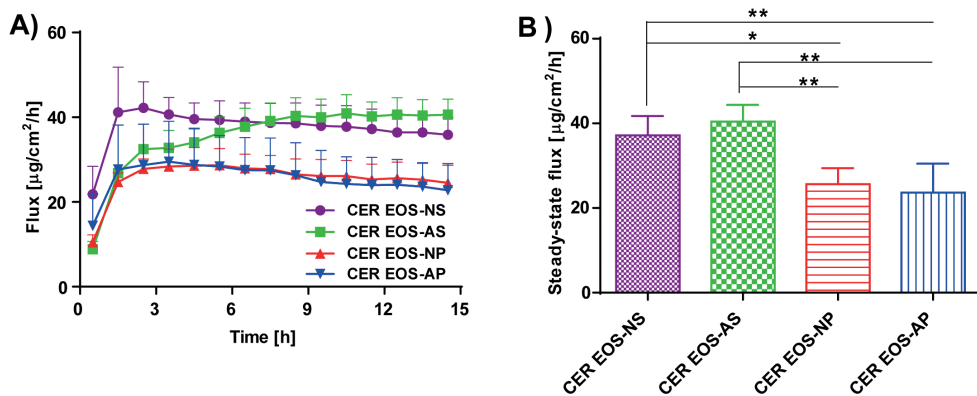 A)
Flux [µg/cm²/h]
60
40
20
0
0
3
6
9
12
15
Time [h]
CER EOS-NS
CER EOS-AS
CER EOS-NP
CER EOS-AP
B )
Steady-state flux [µg/cm²/h]
60
40
20
0
**
*
**
**
CER EOS-NS
CER EOS-AS
CER EOS-NP
CER EOS-AP